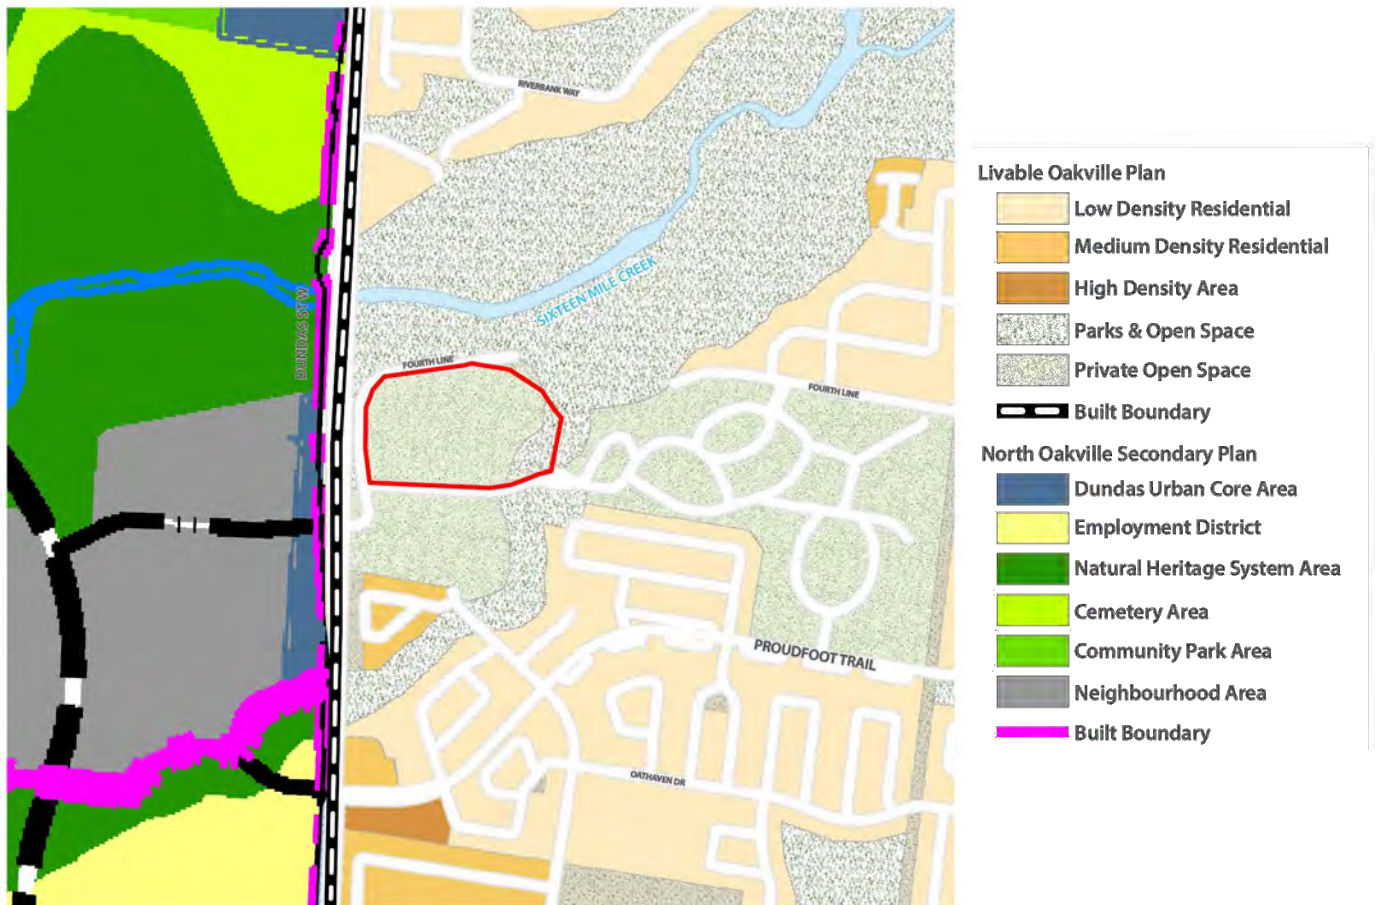 RIVERBANK WAY
SIXTEEN MILE CREEK
DUNDAS ST W
FOURTH LINE
FOURTH LINE
PROUDFOOT TRAIL
OATHAVEN DR
Livable Oakville Plan
Low Density Residential
Medium Density Residential
High Density Area
Parks & Open Space
Private Open Space
Built Boundary
North Oakville Secondary Plan
Dundas Urban Core Area
Employment District
Natural Heritage System Area
Cemetery Area
Community Park Area
Neighbourhood Area
Built Boundary